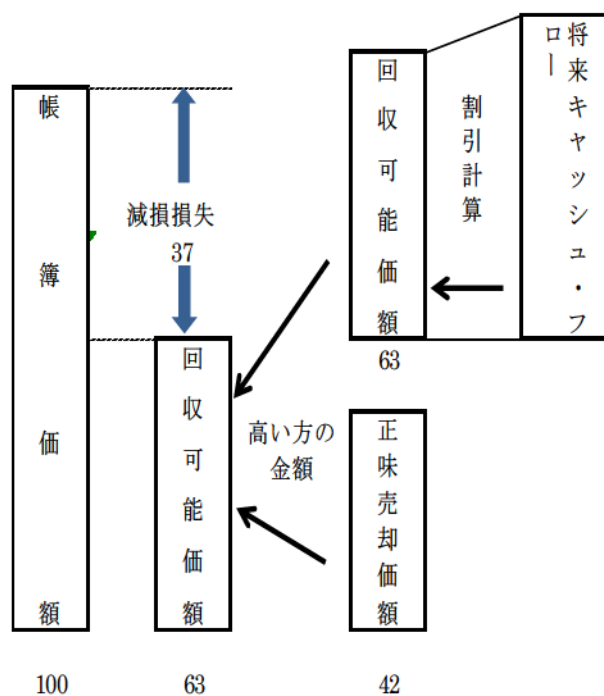 帳簿価額
100
減損損失
37
回収可能価額
63
高い方の
金額
回収可能価額
63
割引計算
将来キャッシュ・フ
ロー
正味売却価額
42